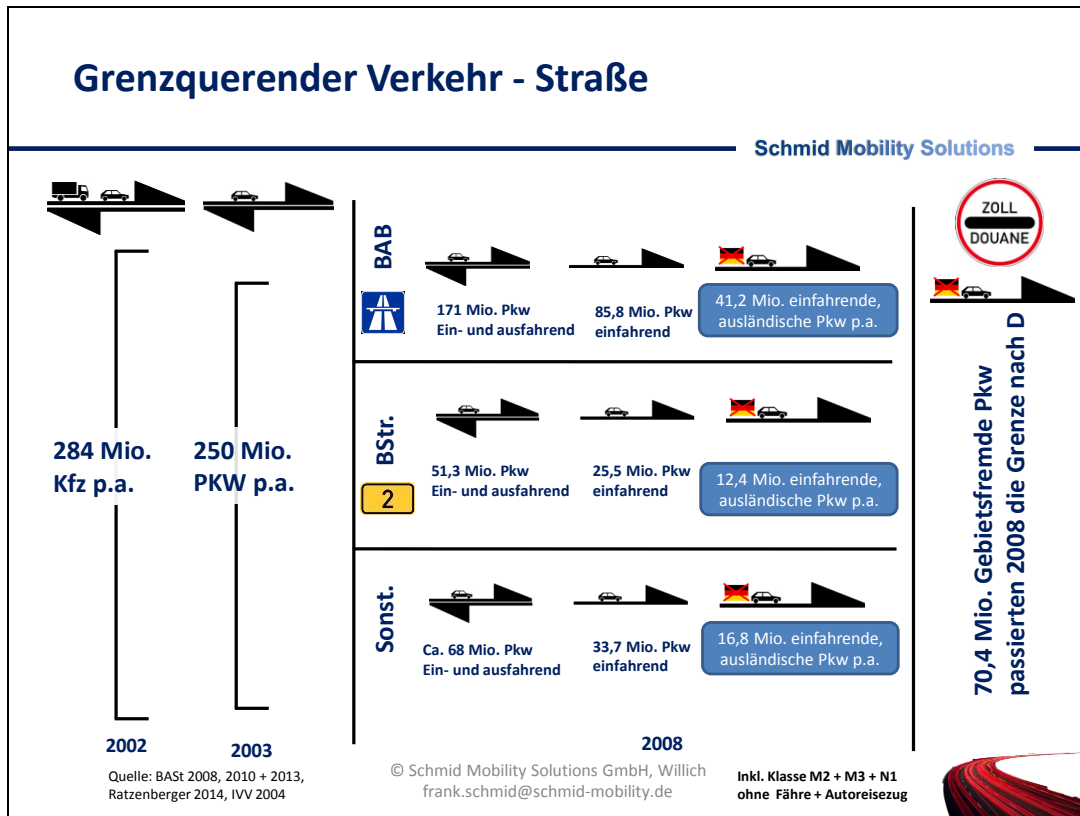 Grenzquerender Verkehr - Straße
Schmid Mobility Solutions
284 Mio.
Kfz p.a.
2002
250 Mio.
PKW p.a.
2003
BAB
171 Mio. Pkw
Ein- und ausfahrend
85,8 Mio. Pkw
einfahrend
41,2 Mio. einfahrende,
ausländische Pkw p.a.
BStr.
2
51,3 Mio. Pkw
Ein- und ausfahrend
25,5 Mio. Pkw
einfahrend
12,4 Mio. einfahrende,
ausländische Pkw p.a.
Sonst.
Ca. 68 Mio. Pkw
Ein- und ausfahrend
33,7 Mio. Pkw
einfahrend
16,8 Mio. einfahrende,
ausländische Pkw p.a.
2008
ZOLL
DOUANE
70,4 Mio. Gebietsfremde Pkw
passierten 2008 die Grenze nach D
Quelle: BASt 2008, 2010 + 2013,
Ratzenberger 2014, IVV 2004
© Schmid Mobility Solutions GmbH, Willich
frank.schmid@schmid-mobility.de
Inkl. Klasse M2 + M3 + N1
ohne Fähre + Autoreisezug